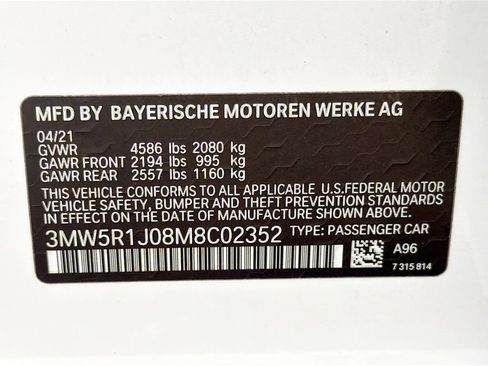 MFD BY BAYERISCHE MOTOREN WERKE AG
04/21
GVWR 4586 lbs 2080 kg
GAWR FRONT 2194 lbs 995 kg
GAWR REAR 2557 lbs 1160 kg
THIS VEHICLE CONFORMS TO ALL APPLICABLE U.S.FEDERAL MOTOR
VEHICLE SAFETY, BUMPER AND THEFT PREVENTION STANDARDS
IN EFFECT ON THE DATE OF MANUFACTURE SHOWN ABOVE.
3MW5R1J08M8C02352 TYPE: PASSENGER CAR
A96
7 315 814